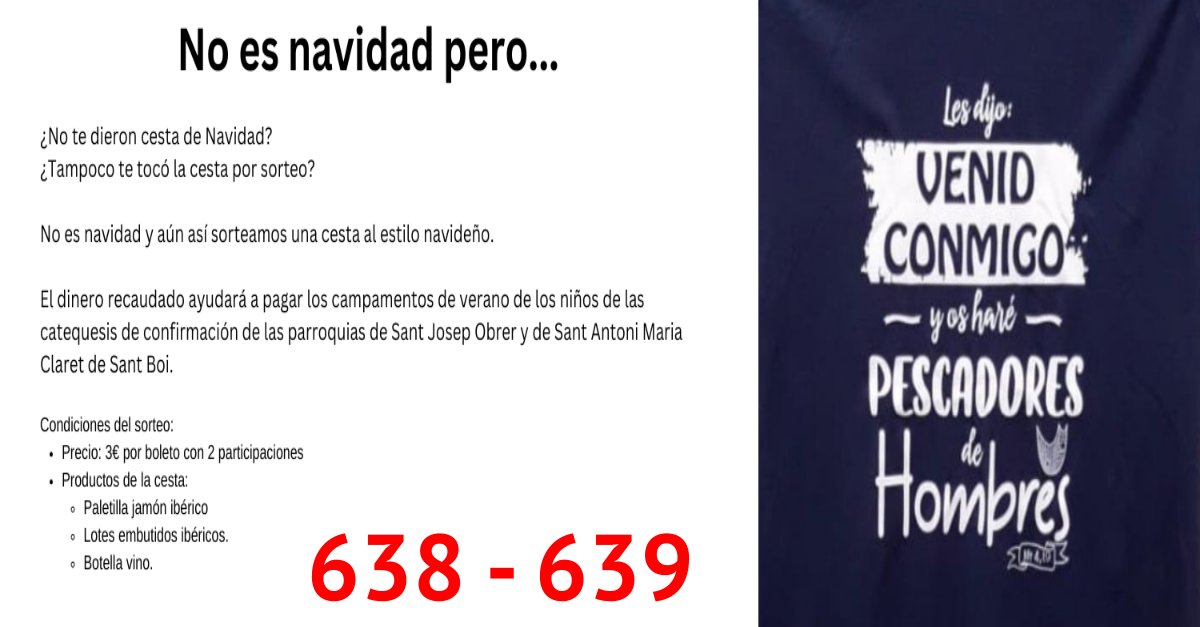 No es navidad pero...
¿No te dieron cesta de Navidad?
¿Tampoco te tocó la cesta por sorteo?
No es navidad y aún así sorteamos una cesta al estilo navideño.
El dinero recaudado ayudará a pagar los campamentos de verano de los niños de las
catequesis de confirmación de las parroquias de Sant Josep Obrer y de Sant Antoni Maria
Claret de Sant Boi.
Condiciones del sorteo:
• Precio: 3€ por boleto con 2 participaciones
• Productos de la cesta:
◦ Paletilla jamón ibérico
◦ Lotes embutidos ibéricos.
◦ Botella vino.
638 - 639
Les dijo:
VENID
CONMIGO
y os haré
PESCADORES
de
Hombres